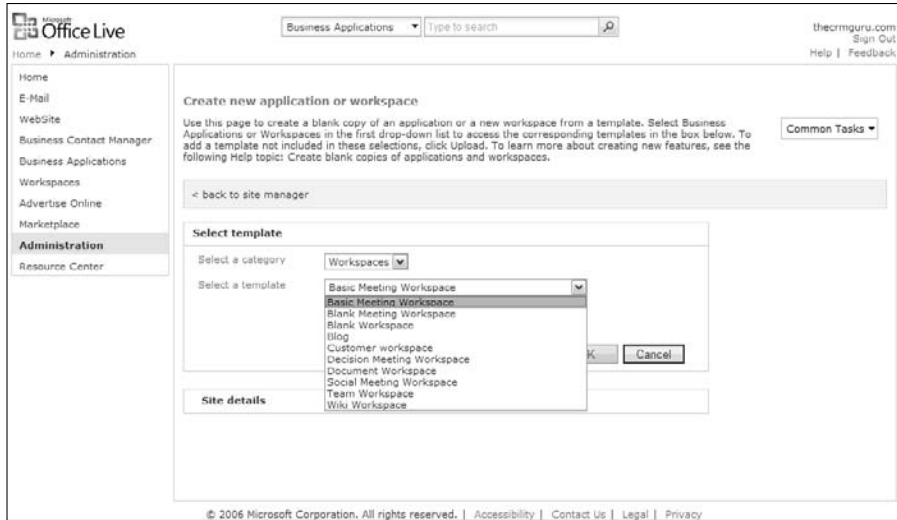 Microsoft
Office Live
Business Applications
Type to search
thecrmguru.com
Sign Out
Help | Feedback
Home
Administration
Home
E-Mail
WebSite
Business Contact Manager
Business Applications
Workspaces
Advertise Online
Marketplace
Administration
Resource Center
Create new application or workspace
Use this page to create a blank copy of an application or a new workspace from a template. Select Business
Applications or Workspaces in the first drop-down list to access the corresponding templates in the box below. To
add a template not included in these selections, click Upload. To learn more about creating new features, see the
following Help topic: Create blank copies of applications and workspaces.
Common Tasks
< back to site manager
Select template
Select a category
Workspaces
Select a template
Basic Meeting Workspace
Basic Meeting Workspace
Blank Meeting Workspace
Blank Workspace
Blog
Customer workspace
Decision Meeting Workspace
Document Workspace
Social Meeting Workspace
Team Workspace
Wiki Workspace
K
Cancel
Site details
© 2006 Microsoft Corporation. All rights reserved. | Accessibility | Contact Us | Legal | Privacy